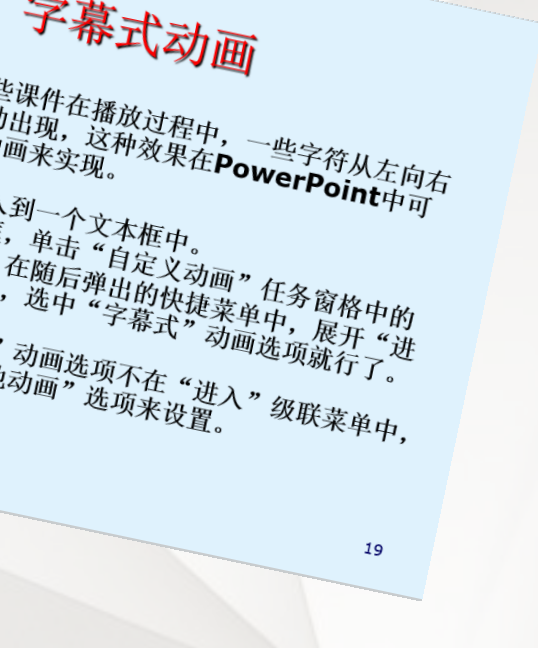 字幕式动画
些课件在播放过程中，一些字符从左向右
出现，这种效果在PowerPoint中可
画来实现。
到一个文本框中。
，单击“自定义动画”任务窗格中的
在随后弹出的快捷菜单中，展开“进
，选中“字幕式”动画选项就行了。
”动画选项不在“进入”级联菜单中，
动画”选项来设置。
19